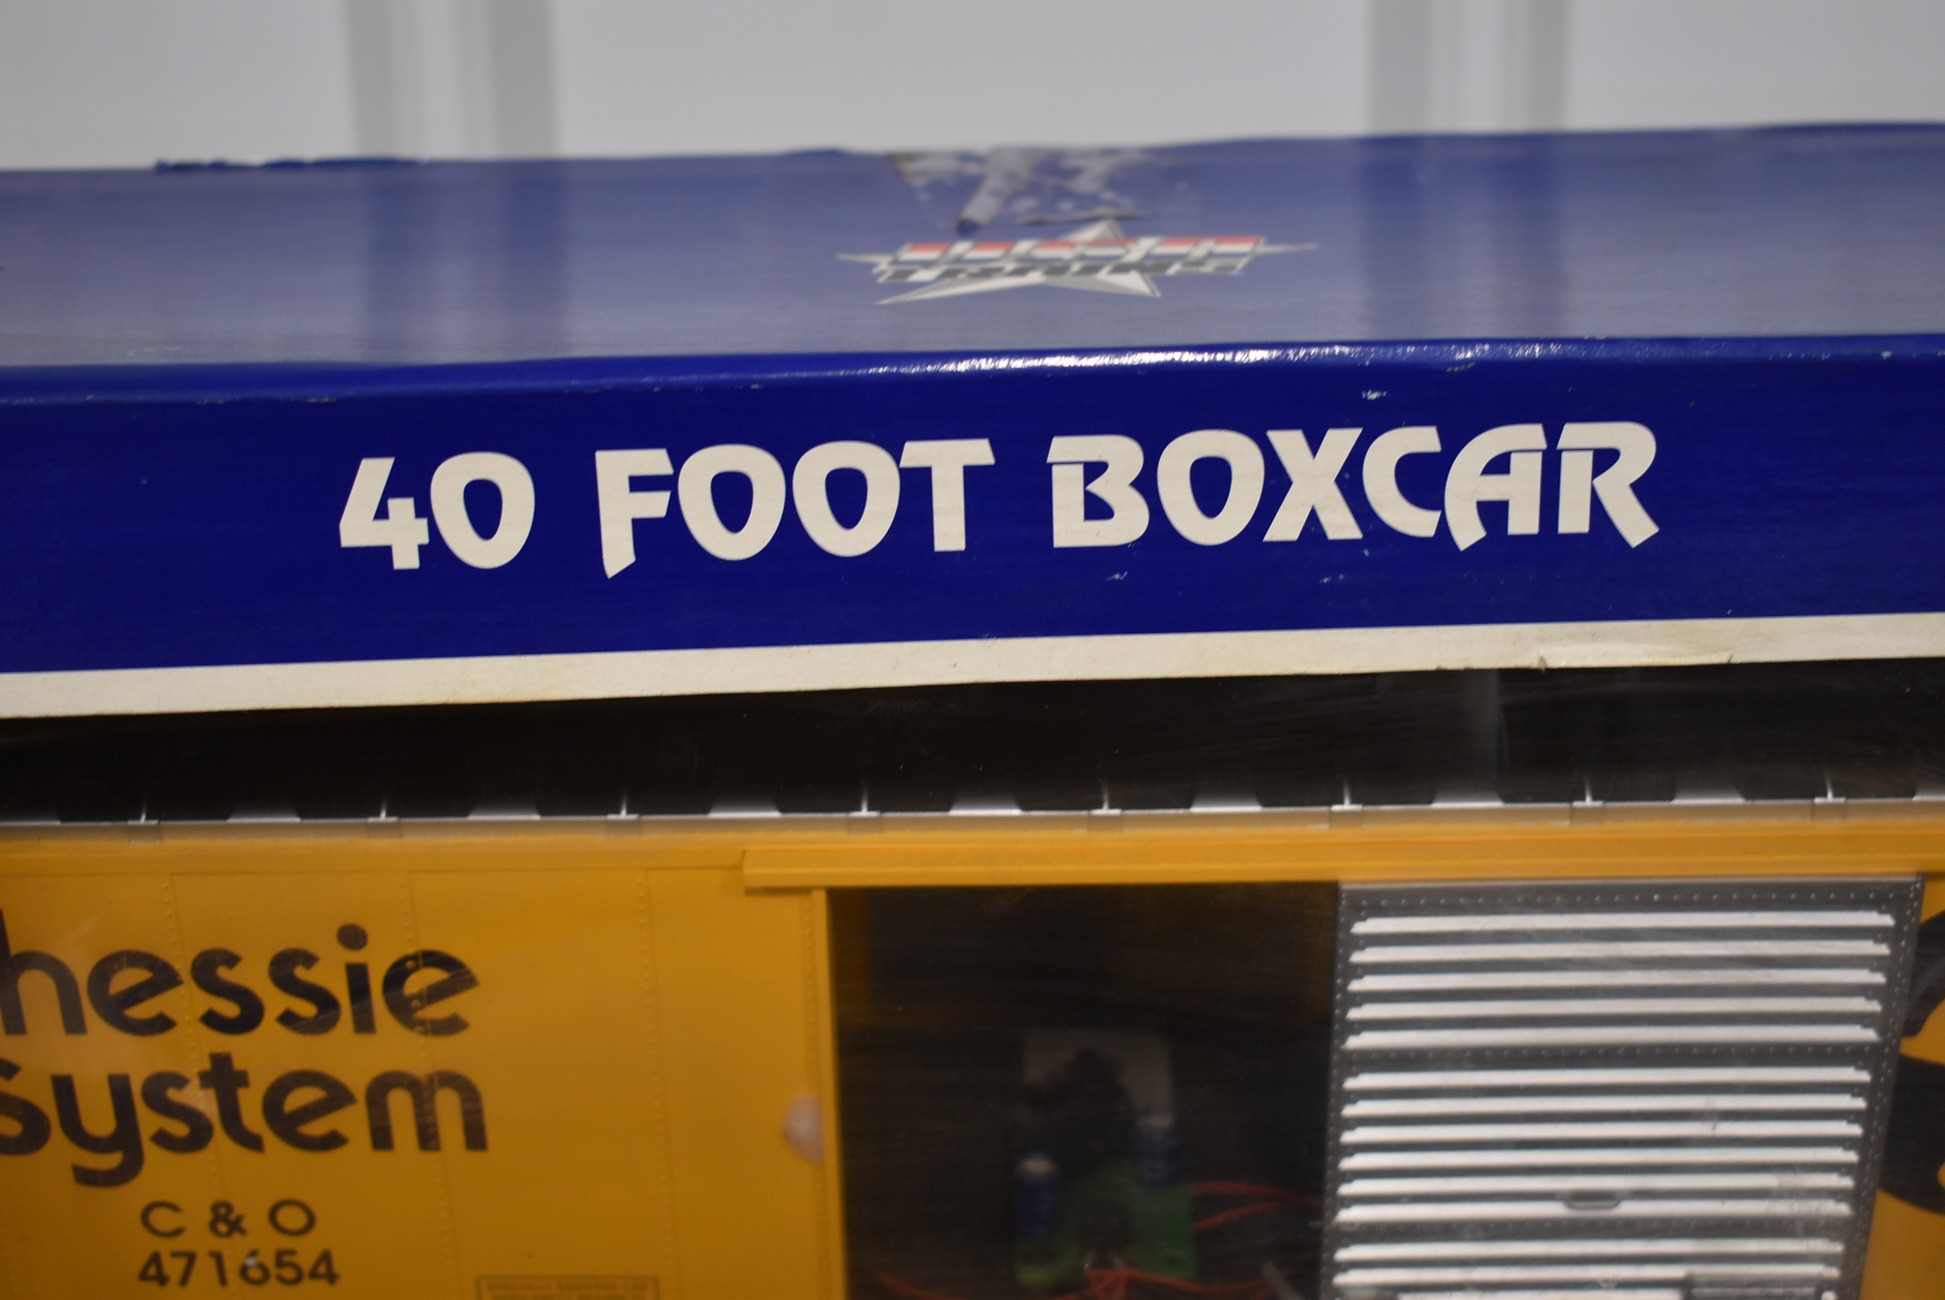 40 FOOT BOXCAR
hessie
System
C & O
471654